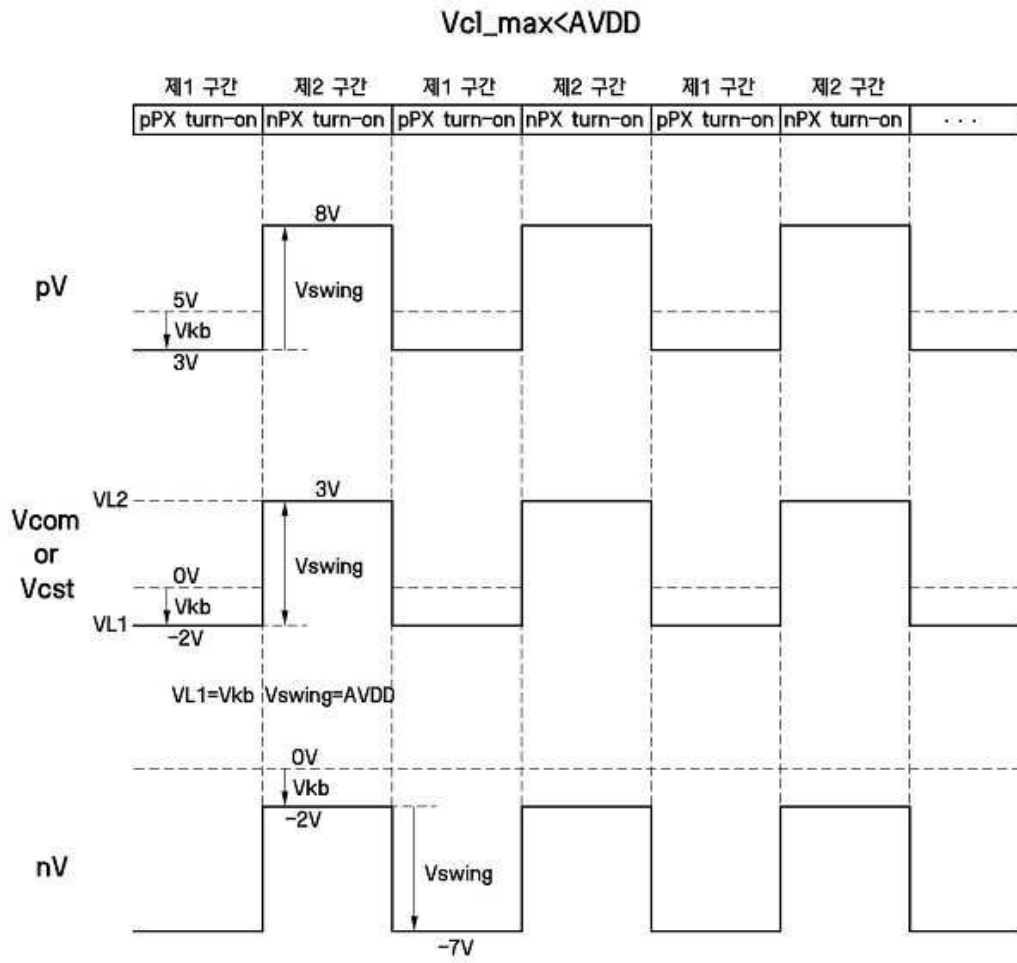 Vcl_max<AVDD
제1 구간 제2 구간 제1 구간 제2 구간 제1 구간 제2 구간
pPX turn-on nPX turn-on pPX turn-on nPX turn-on pPX turn-on nPX turn-on ···
8V
pV
Vswing
5V
Vkb
3V
VL2
3V
Vcom
or
Vcst
Vswing
0V
Vkb
VL1
-2V
VL1=Vkb Vswing=AVDD
0V
Vkb
-2V
nV
Vswing
-7V